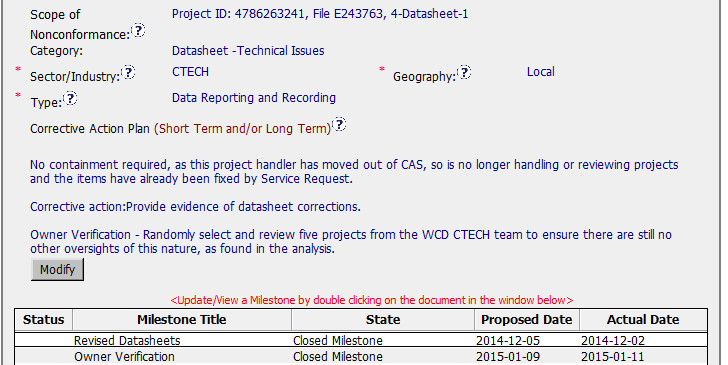 Scope of Project ID: 4786263241, File E243763, 4-Datasheet-1
Nonconformance: ?
Category: Datasheet -Technical Issues
* Sector/Industry: ? CTECH * Geography: ? Local
* Type: ? Data Reporting and Recording
Corrective Action Plan (Short Term and/or Long Term) ?
No containment required, as this project handler has moved out of CAS, so is no longer handling or reviewing projects
and the items have already been fixed by Service Request.
Corrective action:Provide evidence of datasheet corrections.
Owner Verification - Randomly select and review five projects from the WCD CTECH team to ensure there are still no
other oversights of this nature, as found in the analysis.
Modify
<Update/View a Milestone by double clicking on the document in the window below>
Status Milestone Title State Proposed Date Actual Date
Revised Datasheets Closed Milestone 2014-12-05 2014-12-02
Owner Verification Closed Milestone 2015-01-09 2015-01-11